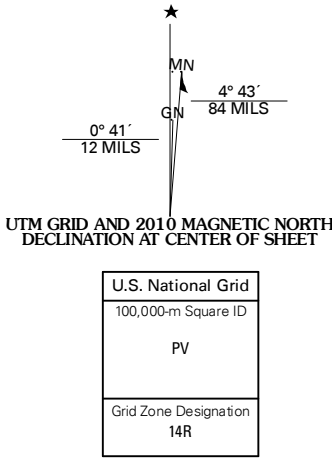 MN
4° 43´
84 MILS
GN
0° 41´
12 MILS
UTM GRID AND 2010 MAGNETIC NORTH
DECLINATION AT CENTER OF SHEET
U.S. National Grid
100,000-m Square ID
PV
Grid Zone Designation
14R